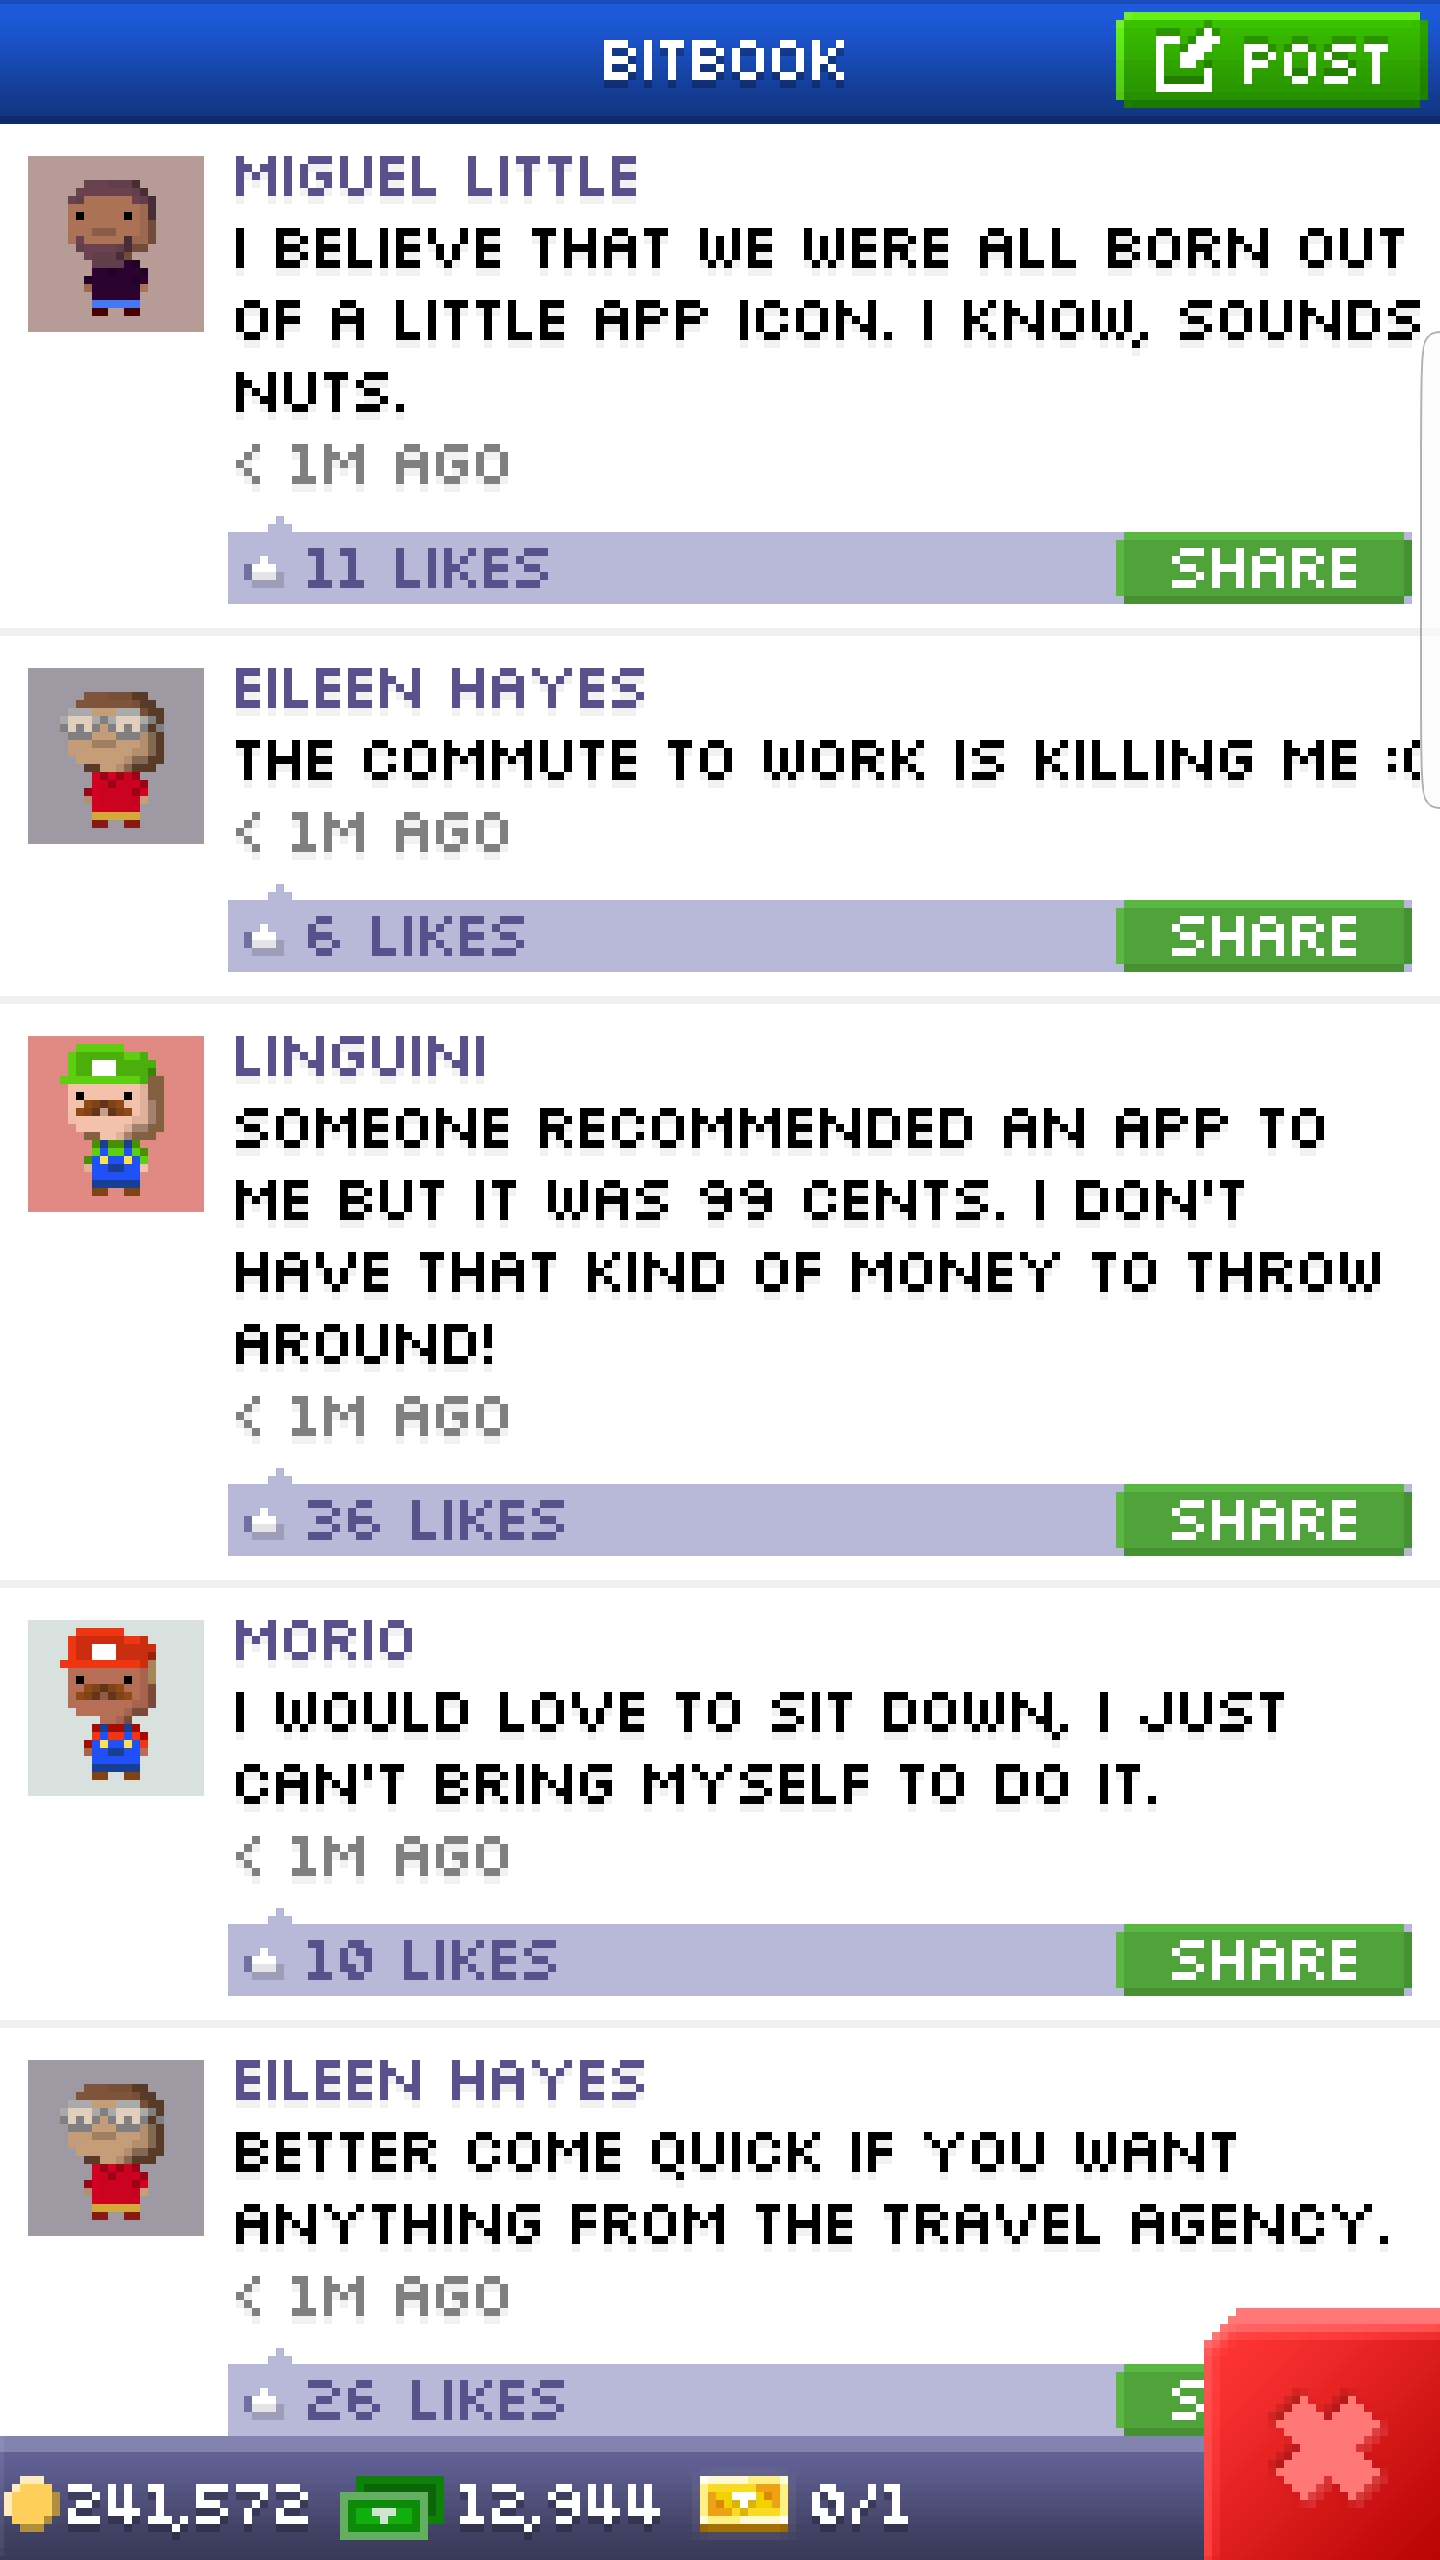 BITBOOK
POST
MIGUEL LITTLE
I BELIEVE THAT WE WERE ALL BORN OUT
OF A LITTLE APP ICON. I KNOW, SOUNDS
NUTS.
< 1M AGO
11 LIKES
SHARE
EILEEN HAYES
THE COMMUTE TO WORK IS KILLING ME
< 1M AGO
6 LIKES
SHARE
LINGUINI
SOMEONE RECOMMENDED AN APP TO
ME BUT IT WAS 99 CENTS. I DON'T
HAVE THAT KIND OF MONEY TO THROW
AROUND!
< 1M AGO
36 LIKES
SHARE
MORIO
I WOULD LOVE TO SIT DOWN, I JUST
CAN'T BRING MYSELF TO DO IT.
< 1M AGO
10 LIKES
SHARE
EILEEN HAYES
BETTER COME QUICK IF YOU WANT
ANYTHING FROM THE TRAVEL AGENCY.
< 1M AGO
26 LIKES
241,572
12,944
0/1